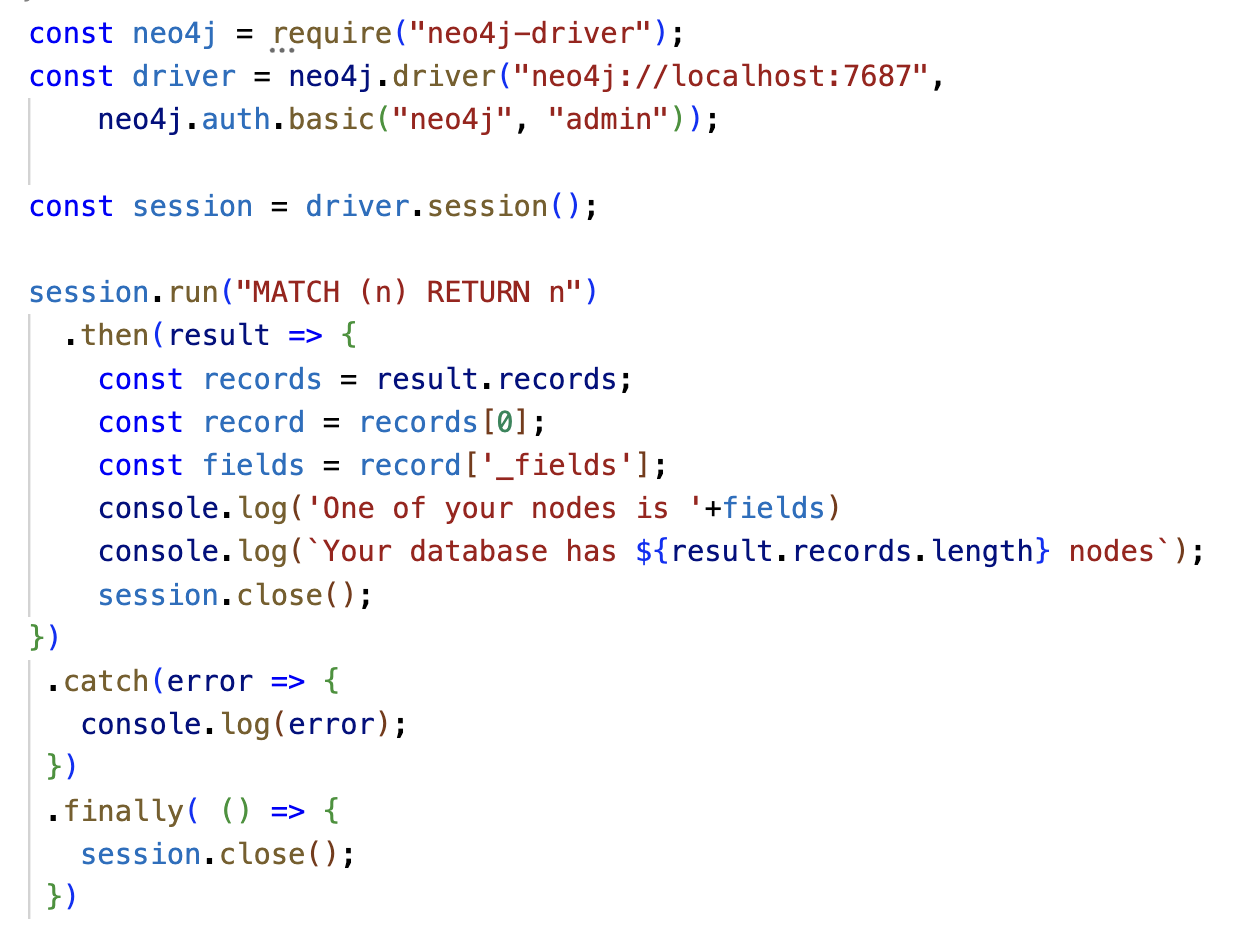 const neo4j = require("neo4j-driver");
const driver = neo4j.driver("neo4j://localhost:7687",
    neo4j.auth.basic("neo4j", "admin"));

const session = driver.session();

session.run("MATCH (n) RETURN n")
  .then(result => {
    const records = result.records;
    const record = records[0];
    const fields = record['_fields'];
    console.log('One of your nodes is '+fields)
    console.log(`Your database has ${result.records.length} nodes`);
    session.close();
})
 .catch(error => {
   console.log(error);
 })
 .finally( () => {
   session.close();
 })